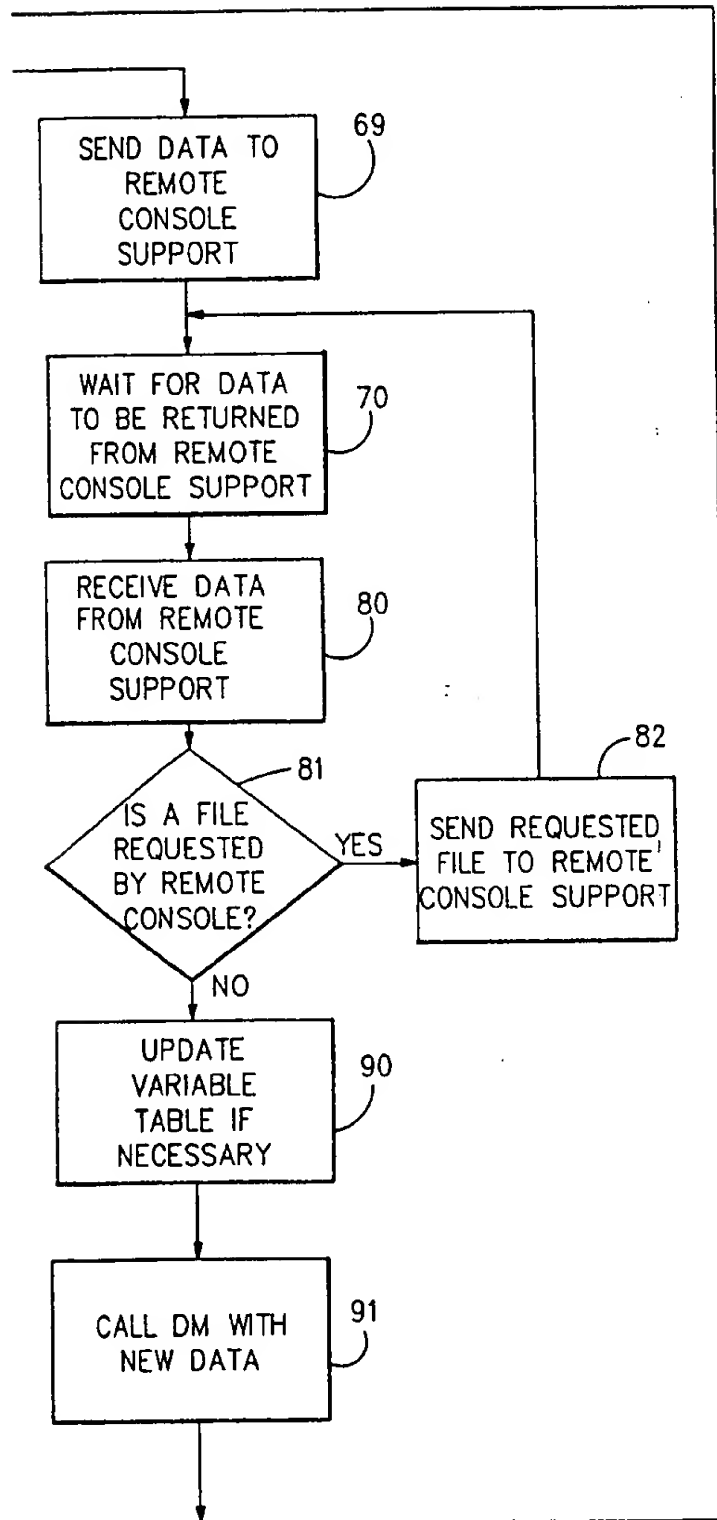 SEND DATA TO
REMOTE
CONSOLE
SUPPORT
69
WAIT FOR DATA
TO BE RETURNED
FROM REMOTE
CONSOLE SUPPORT
70
RECEIVE DATA
FROM REMOTE
CONSOLE
SUPPORT
80
81
IS A FILE
REQUESTED
BY REMOTE
CONSOLE?
YES
82
SEND REQUESTED
FILE TO REMOTE
CONSOLE SUPPORT
NO
UPDATE
VARIABLE
TABLE IF
NECESSARY
90
CALL DM WITH
NEW DATA
91